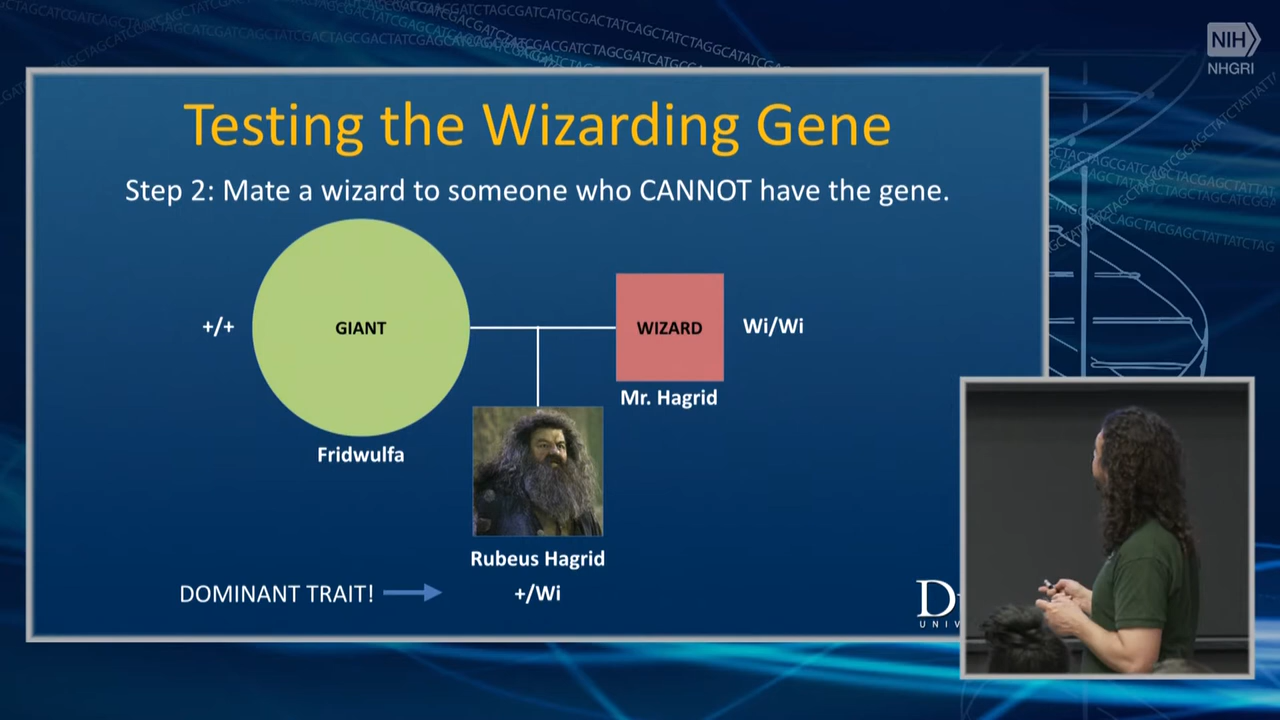 NIH
NHGRI
Testing the Wizarding Gene
Step 2: Mate a wizard to someone who CANNOT have the gene.
+/+
GIANT
WIZARD
Wi/Wi
Mr. Hagrid
Fridwulfa
Rubeus Hagrid
DOMINANT TRAIT!
+/Wi